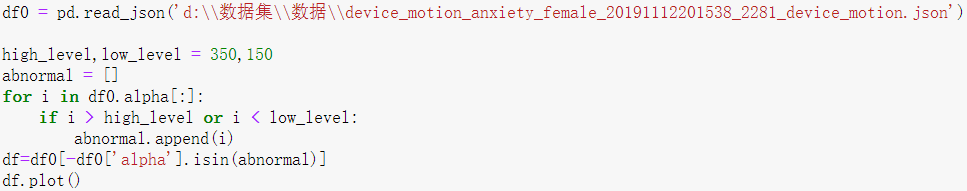 df0 = pd.read_json('d:\\数据集\\数据\\device_motion_anxiety_female_20191112201538_2281_device_motion.json')
high_level,low_level = 350,150
abnormal = []
for i in df0.alpha[:]:
    if i > high_level or i < low_level:
        abnormal.append(i)
df=df0[-df0['alpha'].isin(abnormal)]
df.plot()